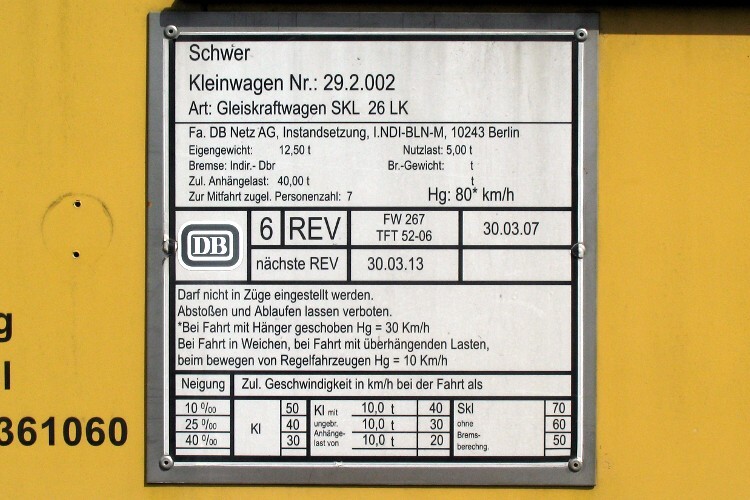 Schwer
Kleinwagen Nr.: 29.2.002
Art: Gleiskraftwagen SKL 26 LK
Fa. DB Netz AG, Instandsetzung, I.NDI-BLN-M, 10243 Berlin
Eigengewicht: 12,50 t Nutzlast: 5,00 t
Bremse: Indir.- Dbr Br.-Gewicht: t
Zul. Anhängelast: 40,00 t t
Zur Mitfahrt zugel. Personenzahl: 7 Hg: 80* km/h
DB 6 REV FW 267 TFT 52-06 30.03.07
nächste REV 30.03.13
Darf nicht in Züge eingestellt werden.
Abstoßen und Ablaufen lassen verboten.
*Bei Fahrt mit Hänger geschoben Hg = 30 Km/h
Bei Fahrt in Weichen, bei Fahrt mit überhängenden Lasten,
beim bewegen von Regelfahrzeugen Hg = 10 Km/h
Neigung Zul. Geschwindigkeit in km/h bei der Fahrt als
10 0/00 50 Kl mit 10,0 t 40 Skl 70
25 0/00 Kl 40 ungebr. Anhänge- 10,0 t 30 ohne Brems- 60
40 0/00 30 last von 10,0 t 20 berechng. 50
g
l
361060